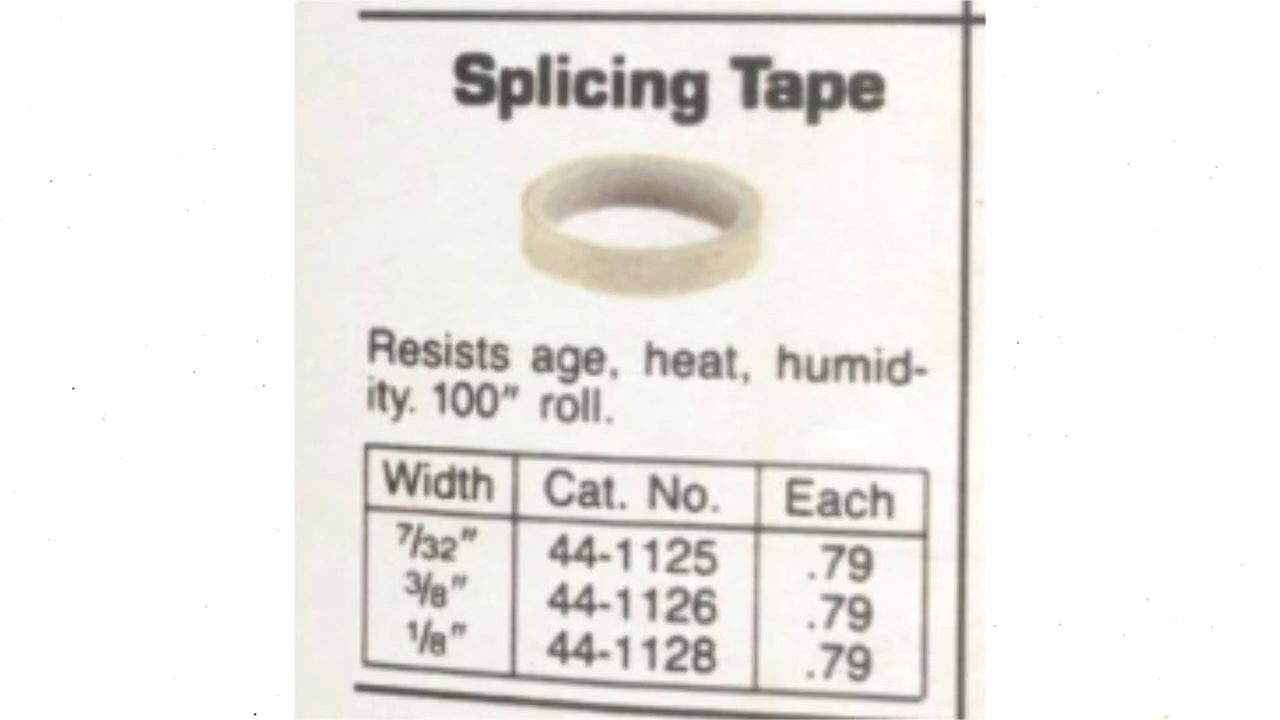 Splicing Tape
Resists age, heat, humid-
ity. 100" roll.
Width Cat. No. Each
7/32" 44-1125 .79
3/8" 44-1126 .79
1/8" 44-1128 .79